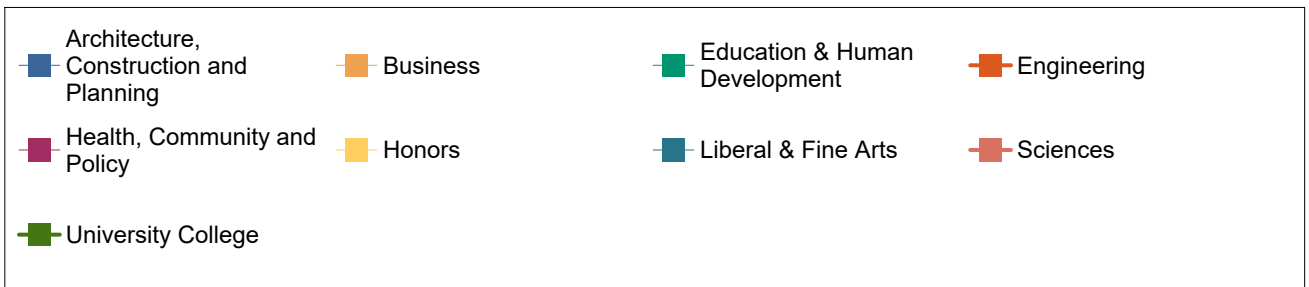 Architecture,
Construction and
Planning
Business
Education & Human
Development
Engineering
Health, Community and
Policy
Honors
Liberal & Fine Arts
Sciences
University College